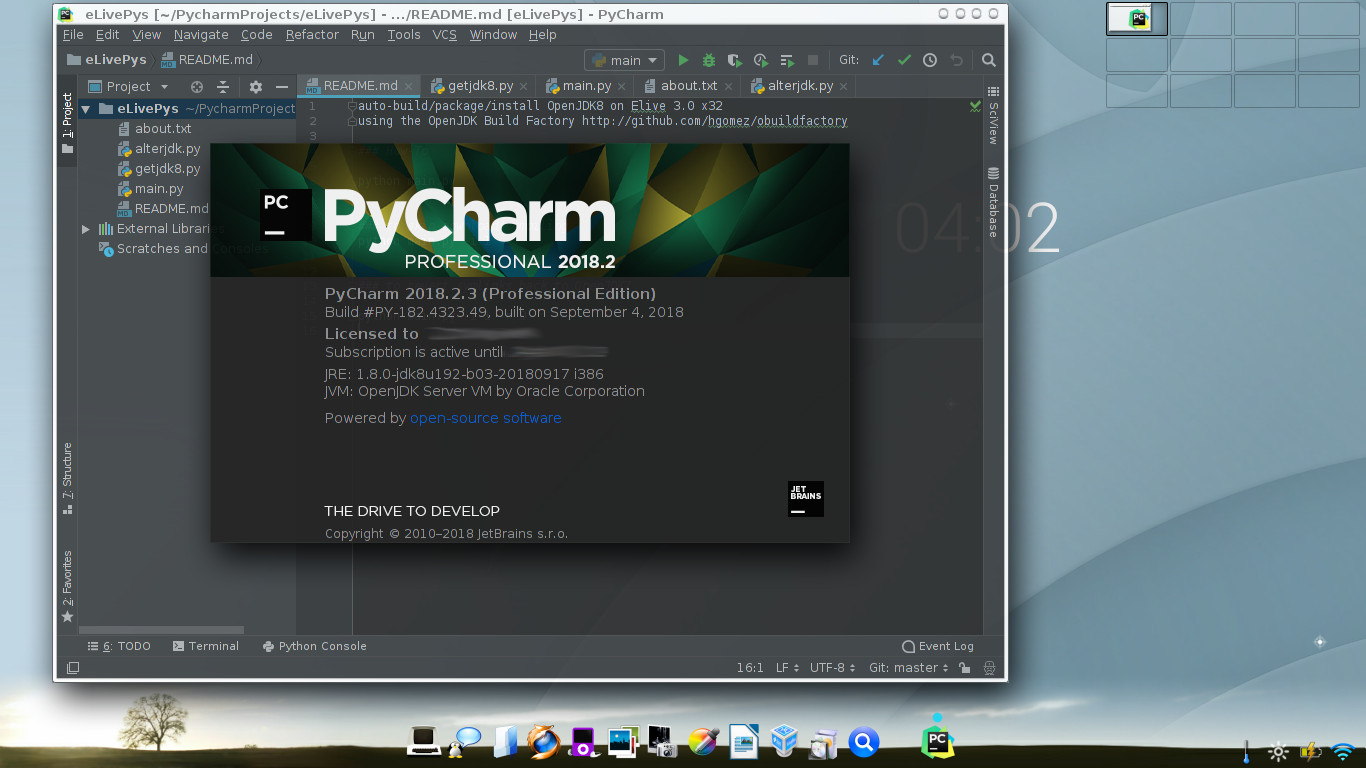 eLivePys [~/PycharmProjects/eLivePys] - .../README.md [eLivePys] - PyCharm
File Edit View Navigate Code Refactor Run Tools VCS Window Help
eLivePys README.md main Git:
Project
README.md getjdk8.py main.py about.txt alterjdk.py
1: Project
eLivePys ~/PycharmProject
about.txt
alterjdk.py
getjdk8.py
main.py
README.md
External Libraries
Scratches and Consoles
1 auto-build/package/install OpenJDK8 on Elive 3.0 x32
2 using the OpenJDK Build Factory http://github.com/hgomez/obuildfactory
3
SciView
Database
04:02
PC
PyCharm
PROFESSIONAL 2018.2
PyCharm 2018.2.3 (Professional Edition)
Build #PY-182.4323.49, built on September 4, 2018
Licensed to
Subscription is active until
JRE: 1.8.0-jdk8u192-b03-20180917 i386
JVM: OpenJDK Server VM by Oracle Corporation
Powered by open-source software
THE DRIVE TO DEVELOP
Copyright © 2010–2018 JetBrains s.r.o.
JET
BRAINS
7: Structure
2: Favorites
6: TODO Terminal Python Console Event Log
16:1 LF UTF-8 Git: master
PC